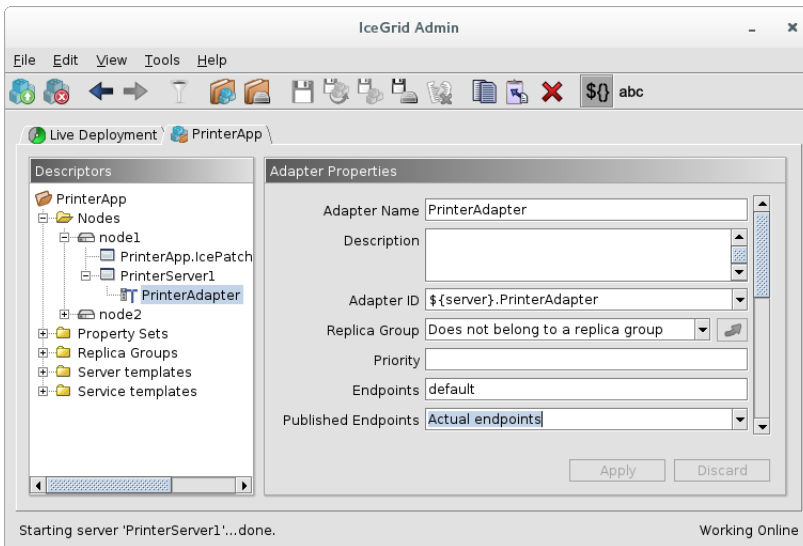 IceGrid Admin
File Edit View Tools Help
${} abc
Live Deployment PrinterApp
Descriptors
PrinterApp
Nodes
node1
PrinterApp.IcePatch
PrinterServer1
PrinterAdapter
node2
Property Sets
Replica Groups
Server templates
Service templates
Adapter Properties
Adapter Name PrinterAdapter
Description
Adapter ID ${server}.PrinterAdapter
Replica Group Does not belong to a replica group
Priority
Endpoints default
Published Endpoints Actual endpoints
Apply Discard
Starting server 'PrinterServer1'...done. Working Online